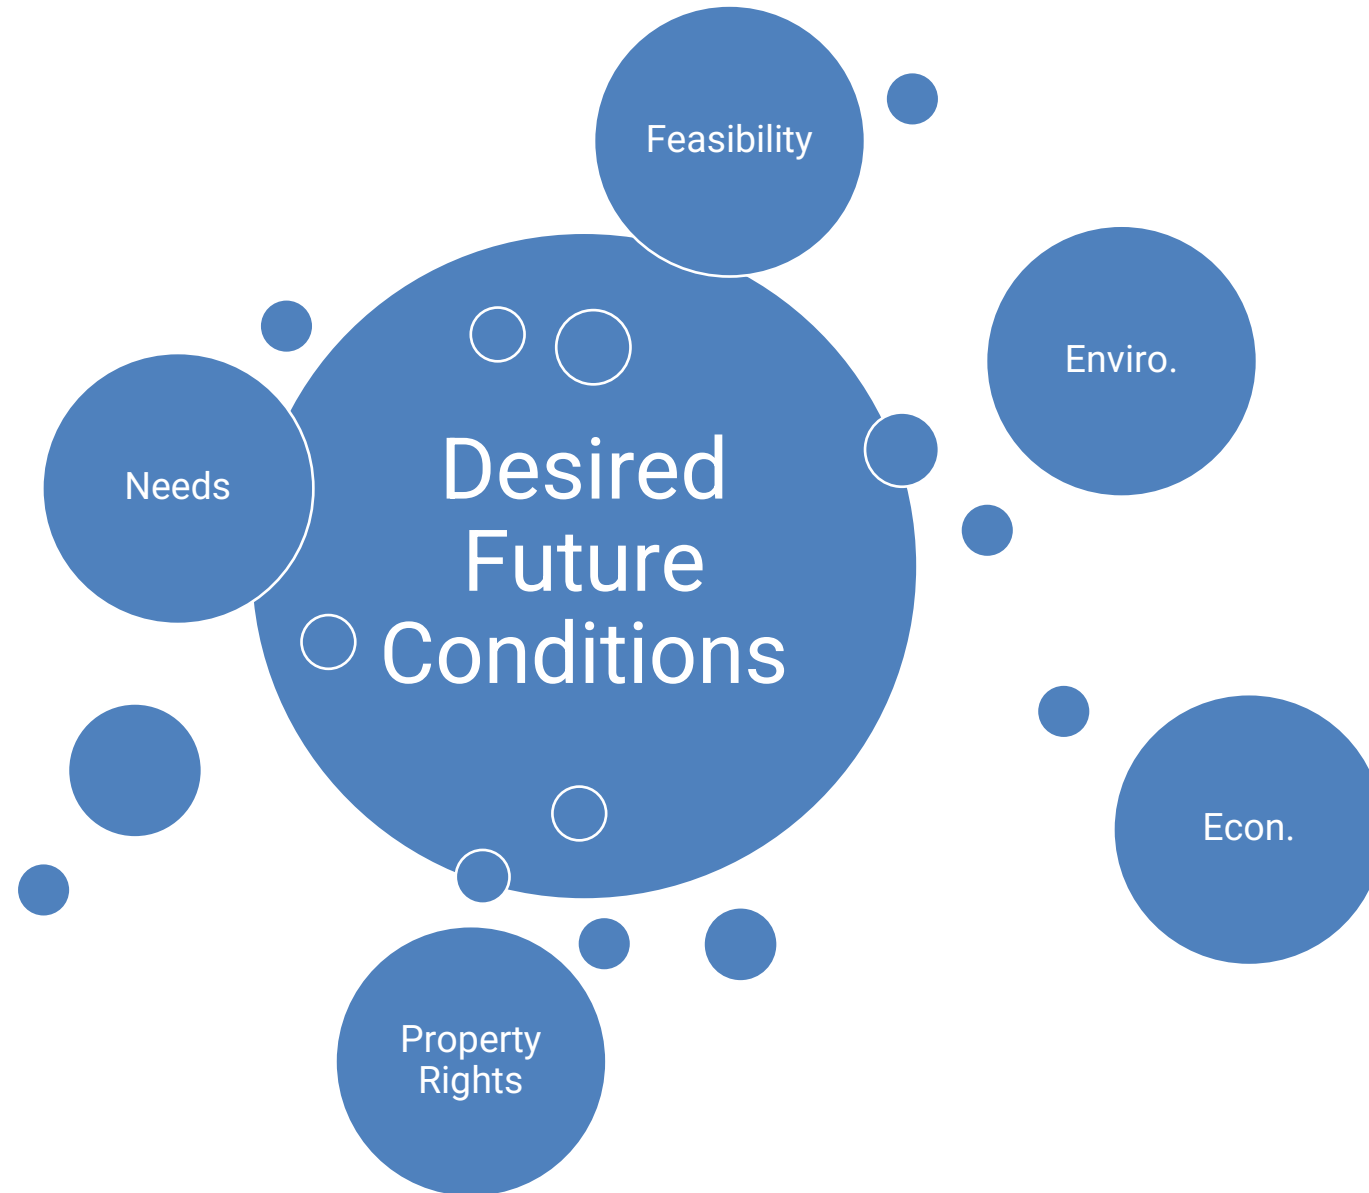 Feasibility
Enviro.
Needs
Desired
Future
Conditions
Econ.
Property
Rights